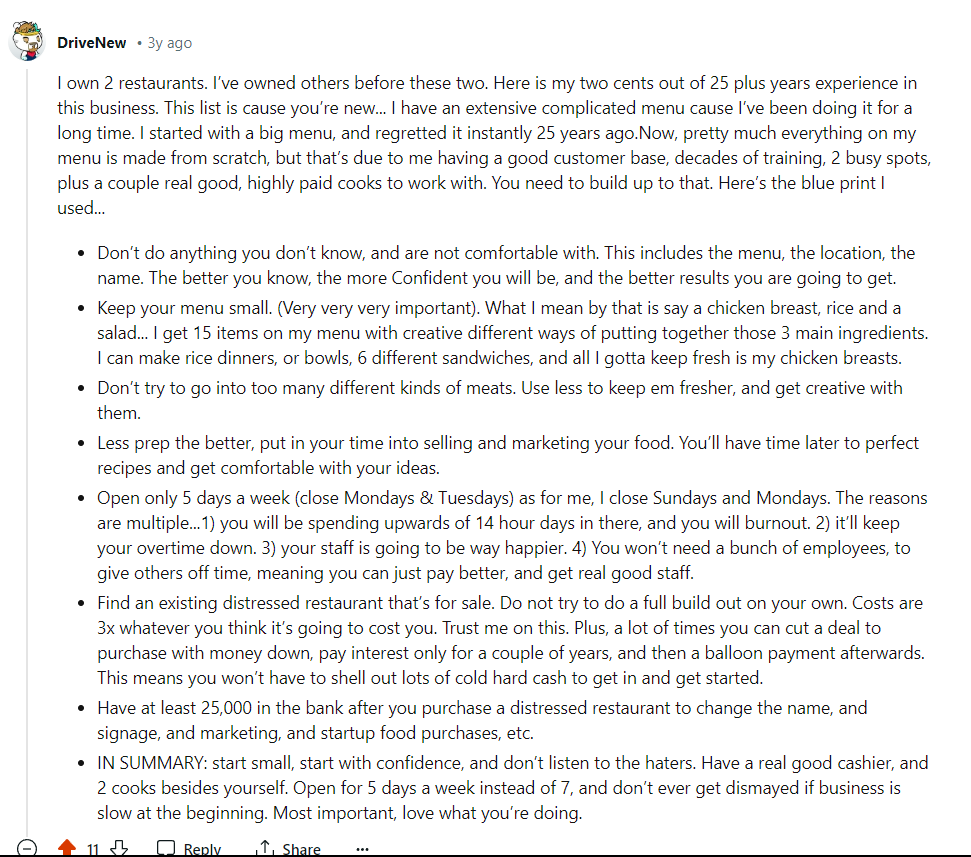 DriveNew • 3y ago
I own 2 restaurants. I've owned others before these two. Here is my two cents out of 25 plus years experience in
this business. This list is cause you're new... I have an extensive complicated menu cause I've been doing it for a
long time. I started with a big menu, and regretted it instantly 25 years ago.Now, pretty much everything on my
menu is made from scratch, but that's due to me having a good customer base, decades of training, 2 busy spots,
plus a couple real good, highly paid cooks to work with. You need to build up to that. Here's the blue print I
used...
• Don't do anything you don't know, and are not comfortable with. This includes the menu, the location, the
name. The better you know, the more Confident you will be, and the better results you are going to get.
• Keep your menu small. (Very very very important). What I mean by that is say a chicken breast, rice and a
salad... I get 15 items on my menu with creative different ways of putting together those 3 main ingredients.
I can make rice dinners, or bowls, 6 different sandwiches, and all I gotta keep fresh is my chicken breasts.
• Don't try to go into too many different kinds of meats. Use less to keep em fresher, and get creative with
them.
• Less prep the better, put in your time into selling and marketing your food. You'll have time later to perfect
recipes and get comfortable with your ideas.
• Open only 5 days a week (close Mondays & Tuesdays) as for me, I close Sundays and Mondays. The reasons
are multiple...1) you will be spending upwards of 14 hour days in there, and you will burnout. 2) it'll keep
your overtime down. 3) your staff is going to be way happier. 4) You won't need a bunch of employees, to
give others off time, meaning you can just pay better, and get real good staff.
• Find an existing distressed restaurant that's for sale. Do not try to do a full build out on your own. Costs are
3x whatever you think it's going to cost you. Trust me on this. Plus, a lot of times you can cut a deal to
purchase with money down, pay interest only for a couple of years, and then a balloon payment afterwards.
This means you won't have to shell out lots of cold hard cash to get in and get started.
• Have at least 25,000 in the bank after you purchase a distressed restaurant to change the name, and
signage, and marketing, and startup food purchases, etc.
• IN SUMMARY: start small, start with confidence, and don't listen to the haters. Have a real good cashier, and
2 cooks besides yourself. Open for 5 days a week instead of 7, and don't ever get dismayed if business is
slow at the beginning. Most important, love what you're doing.
11 Reply Share ...